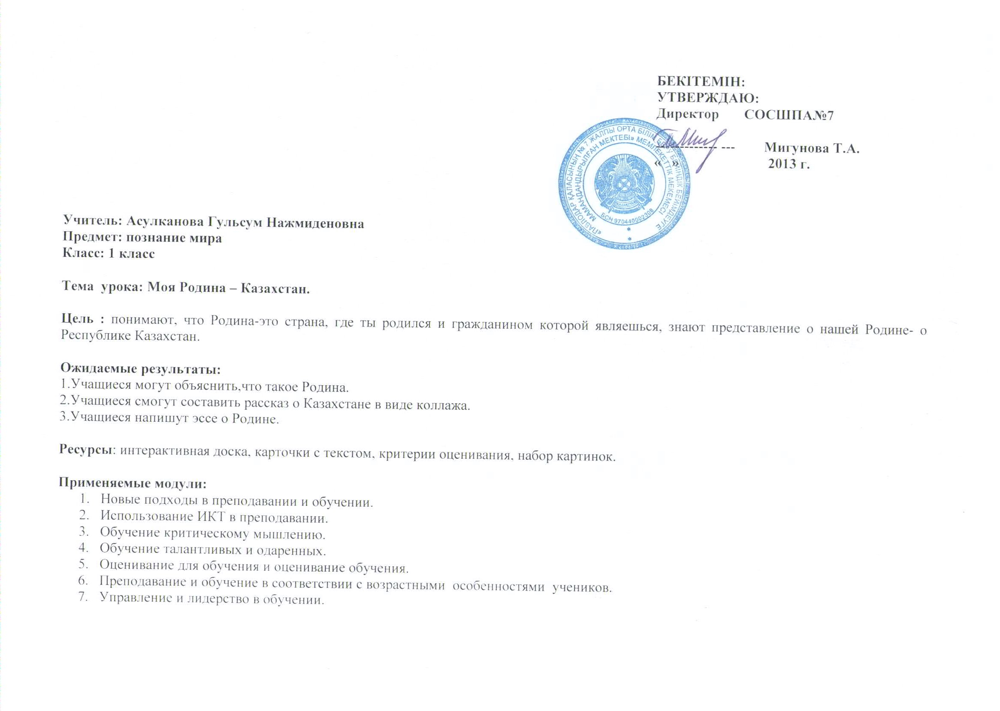 БЕКІТЕМІН:
УТВЕРЖДАЮ:
Директор СОСШПА№7
--- Мигунова Т.А.
« » 2013 г.
«ПАВЛОДАР ҚАЛАСЫНЫҢ № 7 ЖАЛПЫ ОРТА БІЛІМ БЕРУ БЕЙІНДІК БЕЙІМДЕУГЕ
МАМАНДАНДЫРЫЛҒАН МЕКТЕБІ» МЕМЛЕКЕТТІК МЕКЕМЕСІ
ҚАЗАҚСТАН
БСН 970440002308
Учитель: Асулканова Гульсум Нажмиденовна
Предмет: познание мира
Класс: 1 класс
Тема урока: Моя Родина – Казахстан.
Цель : понимают, что Родина-это страна, где ты родился и гражданином которой являешься, знают представление о нашей Родине- о
Республике Казахстан.
Ожидаемые результаты:
1.Учащиеся могут объяснить,что такое Родина.
2.Учащиеся смогут составить рассказ о Казахстане в виде коллажа.
3.Учащиеся напишут эссе о Родине.
Ресурсы: интерактивная доска, карточки с текстом, критерии оценивания, набор картинок.
Применяемые модули:
1. Новые подходы в преподавании и обучении.
2. Использование ИКТ в преподавании.
3. Обучение критическому мышлению.
4. Обучение талантливых и одаренных.
5. Оценивание для обучения и оценивание обучения.
6. Преподавание и обучение в соответствии с возрастными особенностями учеников.
7. Управление и лидерство в обучении.